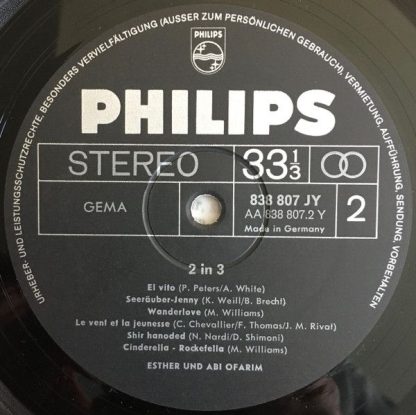 URHEBER- UND LEISTUNGSSCHUTZRECHTE, BESONDERS VERVIELFÄLTIGUNG (AUSSER ZUM PERSÖNLICHEN GEBRAUCH), VERMIETUNG, AUFFÜHRUNG, SENDUNG, VORBEHALTEN
PHILIPS
PHILIPS
STEREO 33 1/3
GEMA 838 807 JY
AA 838 807.2 Y 2
Made in Germany
2 in 3
El vito (P. Peters/A. White)
Seeräuber-Jenny (K. Weill/B. Brecht)
Wanderlove (M. Williams)
Le vent et la jeunesse (C. Chevallier/F. Thomas/J. M. Rivat)
Shir hanoded (N. Nardi/D. Shimoni)
Cinderella - Rockefella (M. Williams)
ESTHER UND ABI OFARIM